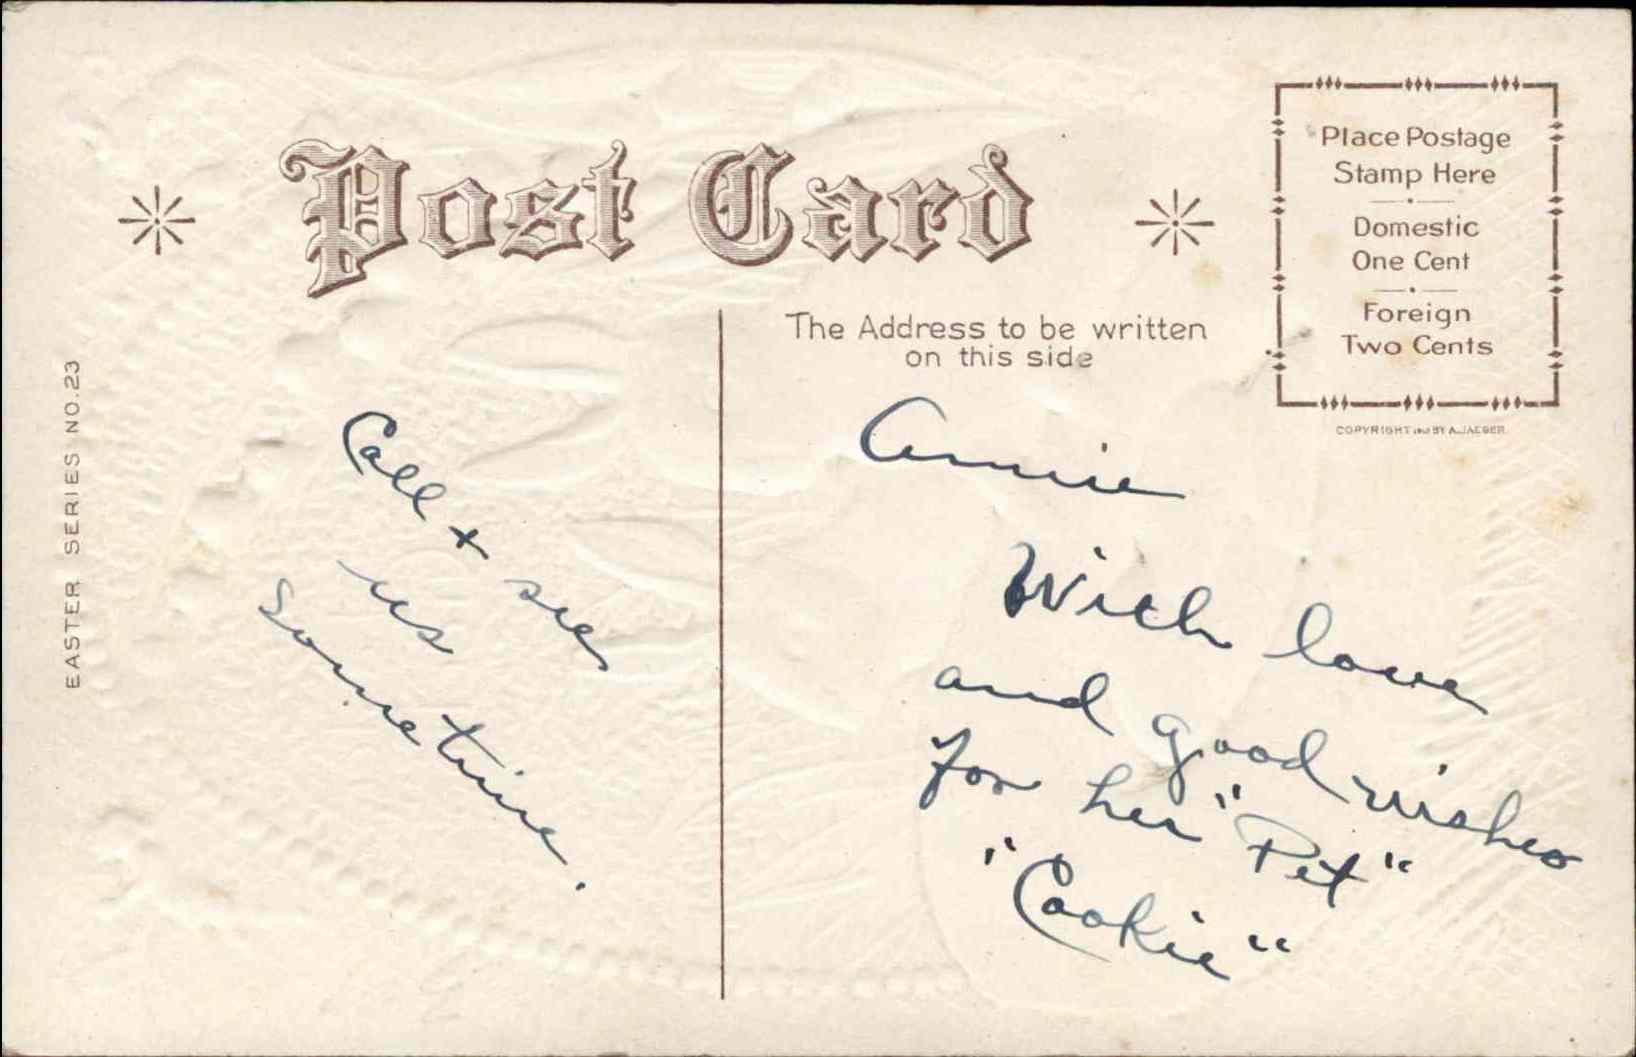 Post Card
Place Postage
Stamp Here
Domestic
One Cent
Foreign
Two Cents
COPYRIGHT BY A. JAEGER
The Address to be written
on this side
EASTER SERIES NO. 23
Call + see
us
sometime.
Annie
With love
and good wishes
for her "Pet"
"Cookie"